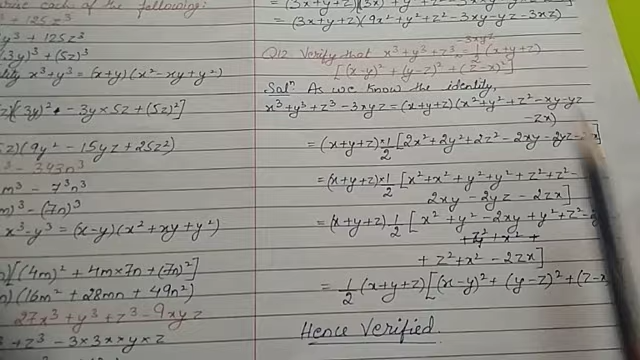 rise each of the following:
125z³
y³ + 125z³
3y)³ + (5z)³
x³+y³ = (x+y)(x²-xy+y²)
z)[(3y)² - 3y×5z + (5z)²]
5z)(9y² - 15yz + 25z²)
- 343n³
m³ - 7³n³
m)³ - (7n)³
x³-y³ = (x-y)(x²+xy+y²)
n)[(4m)² + 4m×7n + (7n)²]
n)(16m² + 28mn + 49n²)
27x³ + y³ + z³ - 9xyz
+ z³ - 3×3x×y×z
= (3x+y+z)(9x²+y²+z²-3xy-yz-3xz)
Q12 Verify that x³+y³+z³-3xyz = 1/2 (x+y+z)
[(x-y)² + (y-z)² + (z-x)²]
Solⁿ As we know the identity,
x³+y³+z³-3xyz = (x+y+z)(x²+y²+z²-xy-yz
-zx)
= (x+y+z)×1/2 [2x²+2y²+2z²-2xy-2yz-2zx]
= (x+y+z)×1/2 [x²+x²+y²+y²+z²+z²-
2xy-2yz-2zx]
= (x+y+z) 1/2 [x²+y²-2xy+y²+z²-2
+ z²+x²-2zx]
= 1/2 (x+y+z)[(x-y)²+(y-z)²+(z-x
Hence Verified.